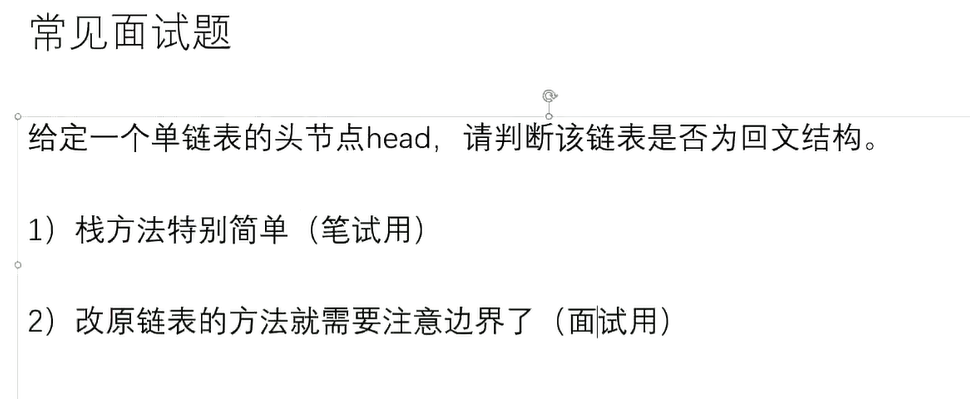 常见面试题
给定一个单链表的头节点head，请判断该链表是否为回文结构。
1）栈方法特别简单（笔试用）
2）改原链表的方法就需要注意边界了（面试用）